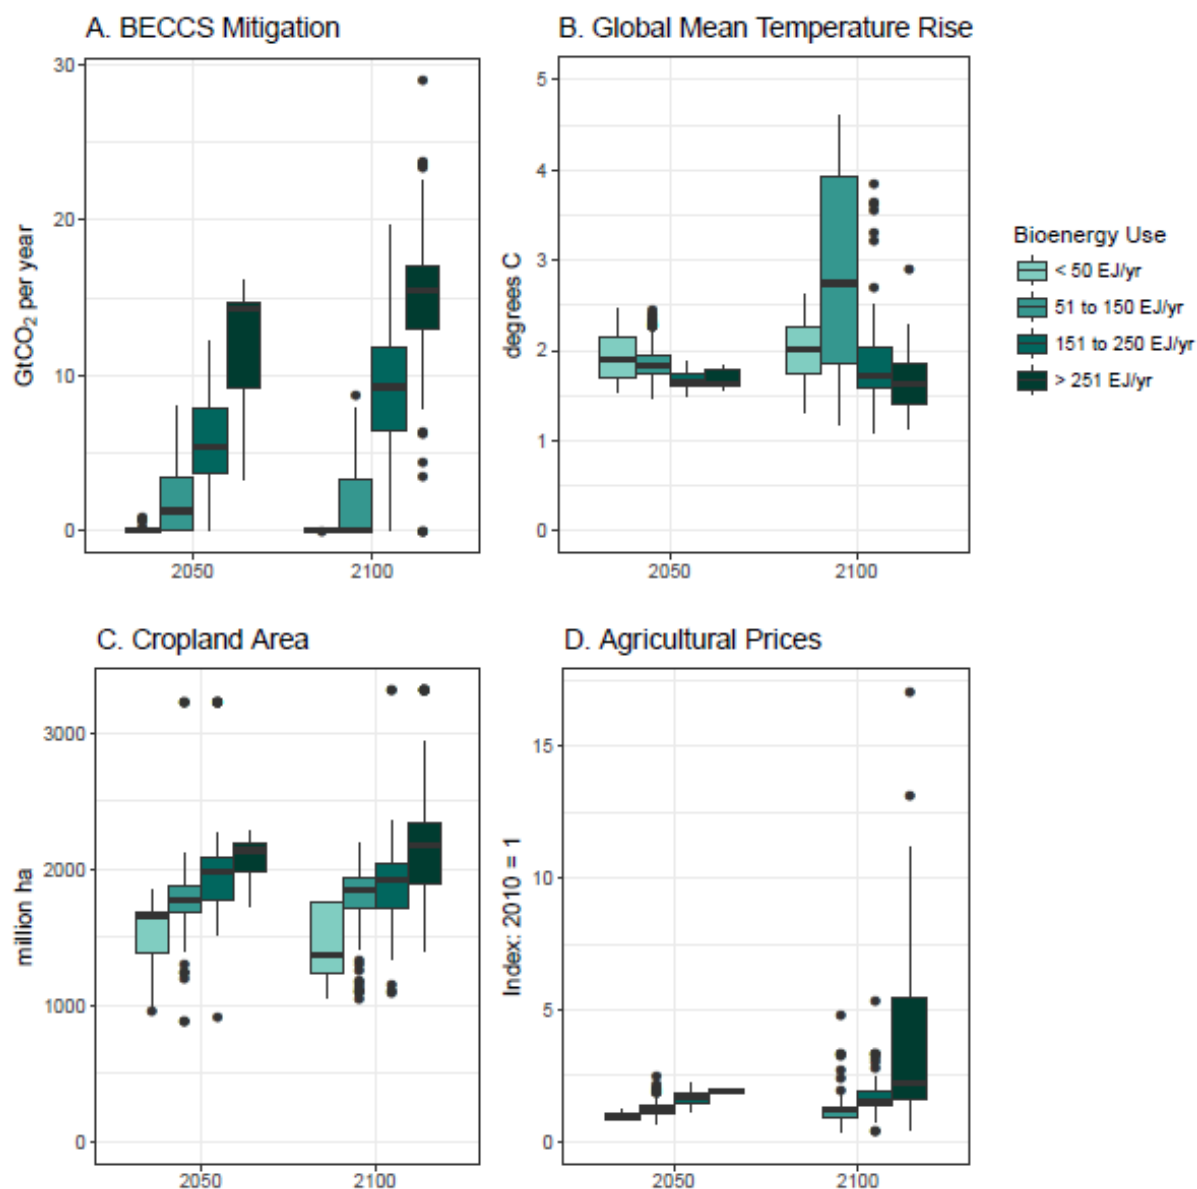 A. BECCS Mitigation
B. Global Mean Temperature Rise
GtCO₂ per year
30
20
10
0
2050 2100
degrees C
5
4
3
2
1
0
2050 2100
Bioenergy Use
< 50 EJ/yr
51 to 150 EJ/yr
151 to 250 EJ/yr
> 251 EJ/yr
C. Cropland Area
D. Agricultural Prices
million ha
3000
2000
1000
0
2050 2100
Index: 2010 = 1
15
10
5
0
2050 2100